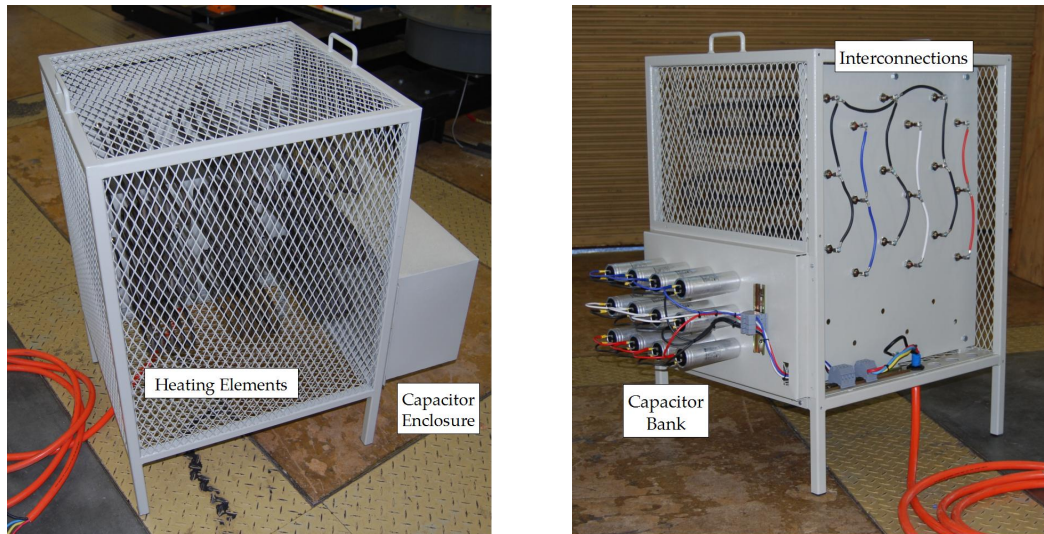 Heating Elements
Capacitor
Enclosure
Interconnections
Capacitor
Bank